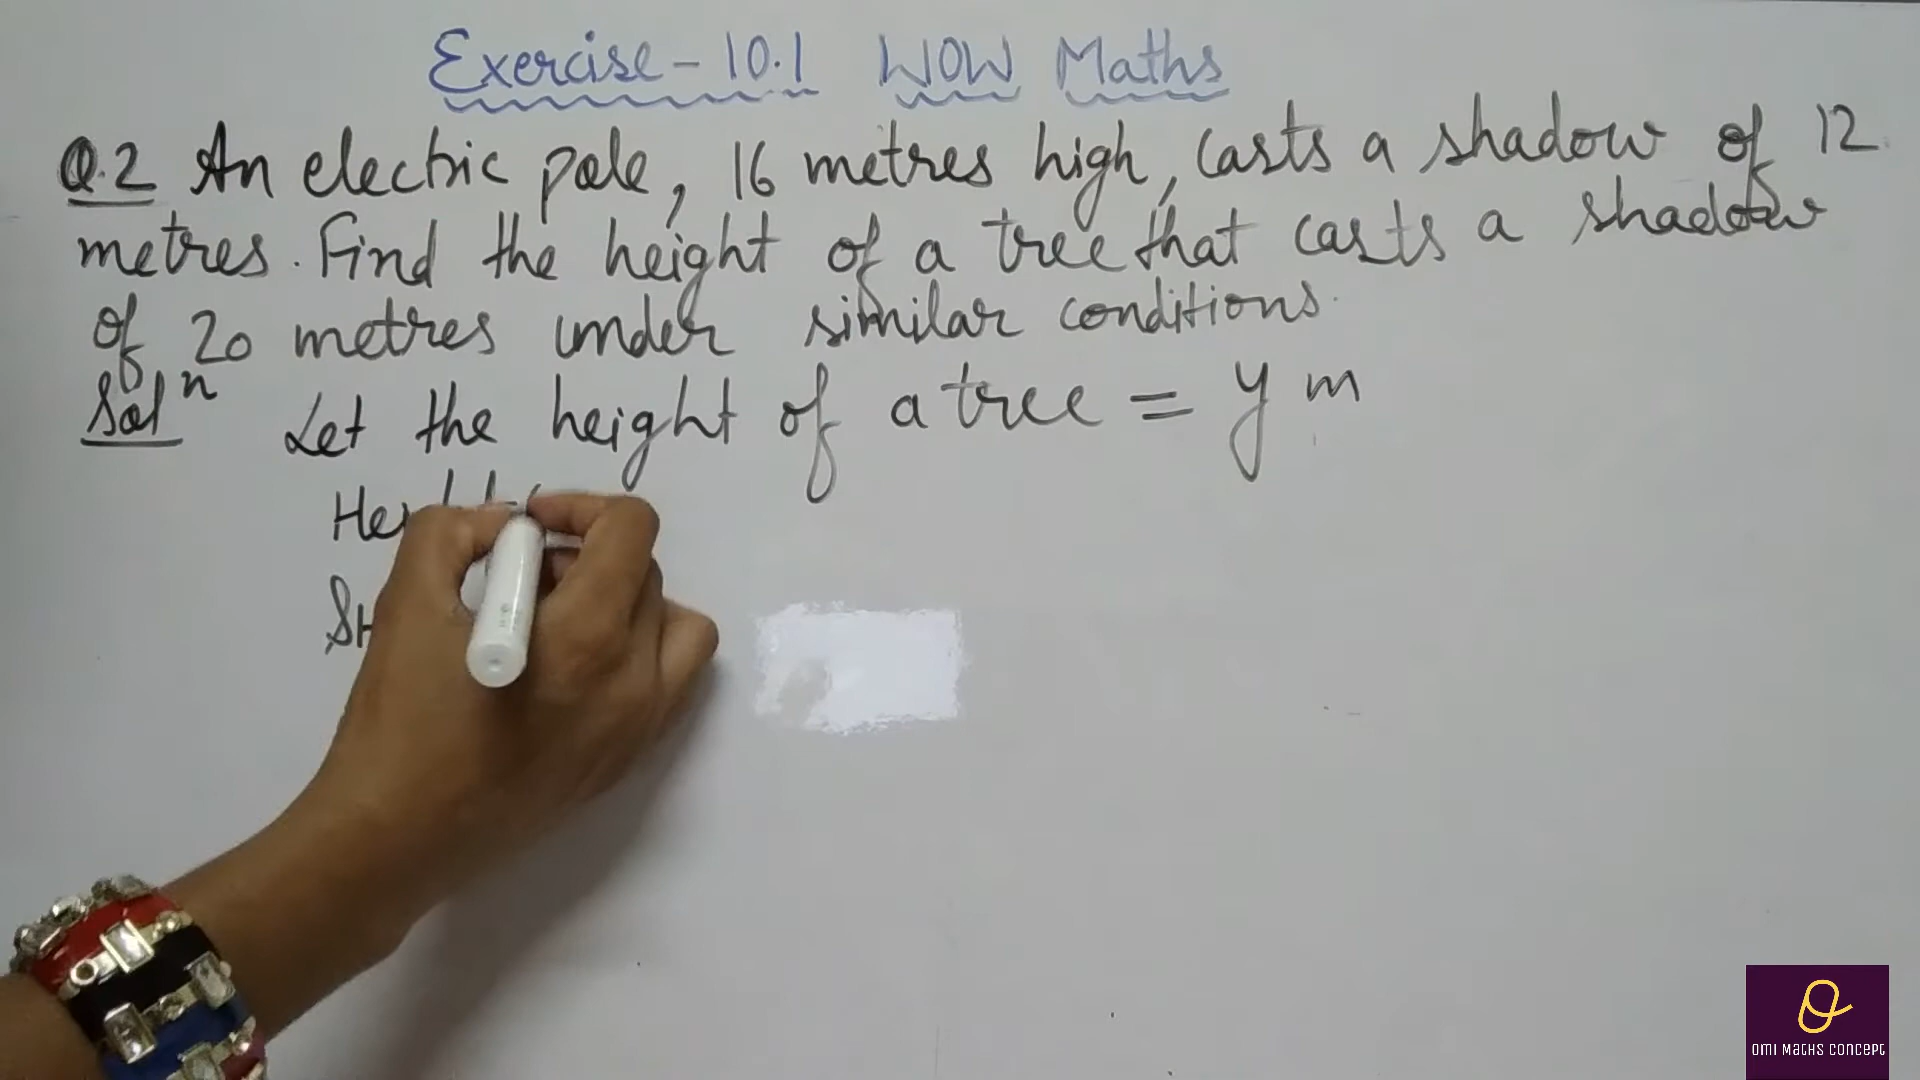 Exercise - 10.1 WOW Maths
Q.2 An electric pole, 16 metres high, casts a shadow of 12
metres. Find the height of a tree that casts a shadow
of 20 metres under similar conditions.
Solⁿ Let the height of a tree = y m
OMI MATHS CONCEPT